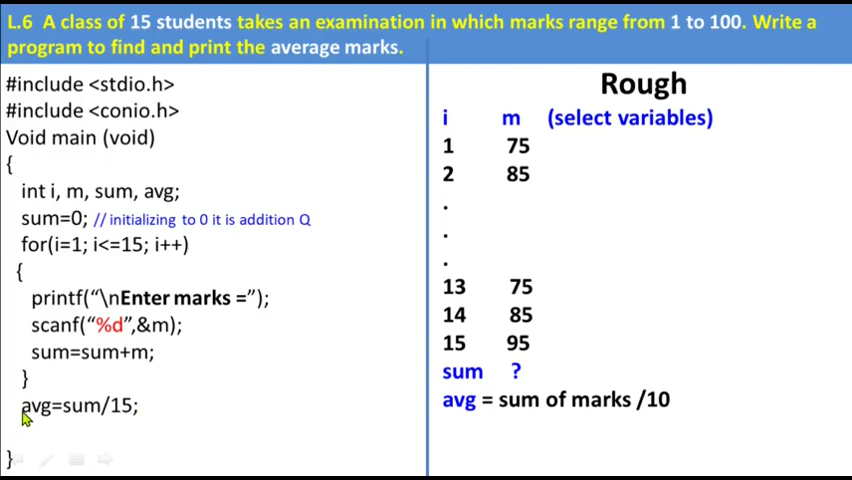 L.6 A class of 15 students takes an examination in which marks range from 1 to 100. Write a
program to find and print the average marks.
#include <stdio.h>
#include <conio.h>
Void main (void)
{
int i, m, sum, avg;
sum=0; // initializing to 0 it is addition Q
for(i=1; i<=15; i++)
{
printf(“\nEnter marks =”);
scanf(“%d”,&m);
sum=sum+m;
}
avg=sum/15;
}
Rough
i m (select variables)
1 75
2 85
.
.
.
13 75
14 85
15 95
sum ?
avg = sum of marks /10